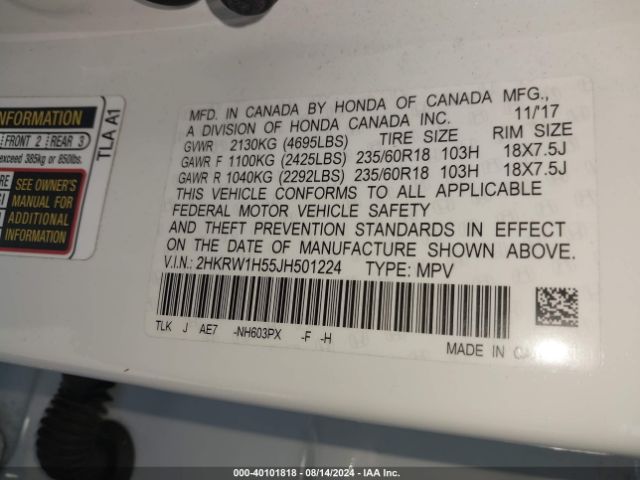 INFORMATION
FRONT 2 REAR 3
exceed 385kg or 850lbs.
SEE OWNER'S
MANUAL FOR
ADDITIONAL
INFORMATION
TLA A1
MFD. IN CANADA BY HONDA OF CANADA MFG., 11/'17
A DIVISION OF HONDA CANADA INC.
GVWR 2130KG (4695LBS) TIRE SIZE RIM SIZE
GAWR F 1100KG (2425LBS) 235/60R18 103H 18X7.5J
GAWR R 1040KG (2292LBS) 235/60R18 103H 18X7.5J
THIS VEHICLE CONFORMS TO ALL APPLICABLE
FEDERAL MOTOR VEHICLE SAFETY
AND THEFT PREVENTION STANDARDS IN EFFECT
ON THE DATE OF MANUFACTURE SHOWN ABOVE.
V.I.N.: 2HKRW1H55JH501224 TYPE: MPV
TLK J AE7 -NH603PX -F -H
MADE IN
000-40101818 - 08/14/2024 - IAA Inc.